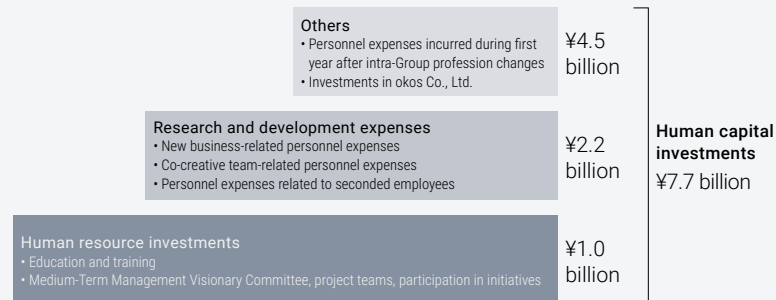 Others
• Personnel expenses incurred during first
year after intra-Group profession changes
• Investments in okos Co., Ltd.
¥4.5
billion
Research and development expenses
• New business-related personnel expenses
• Co-creative team-related personnel expenses
• Personnel expenses related to seconded employees
¥2.2
billion
Human capital
investments
¥7.7 billion
Human resource investments
• Education and training
• Medium-Term Management Visionary Committee, project teams, participation in initiatives
¥1.0
billion